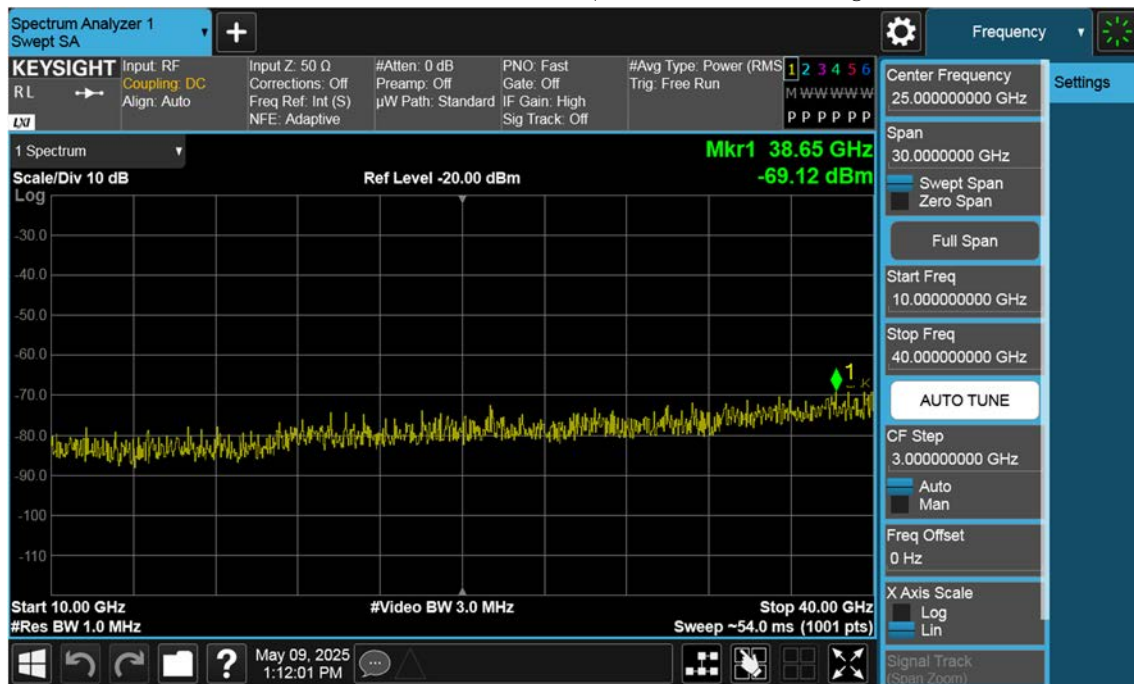 Spectrum Analyzer 1
Swept SA
Frequency
KEYSIGHT
RL
LXI
Input: RF
Coupling: DC
Align: Auto
Input Z: 50 Ω
Corrections: Off
Freq Ref: Int (S)
NFE: Adaptive
#Atten: 0 dB
Preamp: Off
µW Path: Standard
PNO: Fast
Gate: Off
IF Gain: High
Sig Track: Off
#Avg Type: Power (RMS
Trig: Free Run
1 2 3 4 5 6
M W W W W W
P P P P P P
1 Spectrum
Mkr1 38.65 GHz
Scale/Div 10 dB
Ref Level -20.00 dBm
-69.12 dBm
Log
-30.0
-40.0
-50.0
-60.0
1
-70.0
-80.0
-90.0
-100
-110
Start 10.00 GHz
#Video BW 3.0 MHz
Stop 40.00 GHz
#Res BW 1.0 MHz
Sweep ~54.0 ms (1001 pts)
May 09, 2025
1:12:01 PM
Settings
Center Frequency
25.000000000 GHz
Span
30.0000000 GHz
Swept Span
Zero Span
Full Span
Start Freq
10.000000000 GHz
Stop Freq
40.000000000 GHz
AUTO TUNE
CF Step
3.000000000 GHz
Auto
Man
Freq Offset
0 Hz
X Axis Scale
Log
Lin
Signal Track
(Span Zoom)